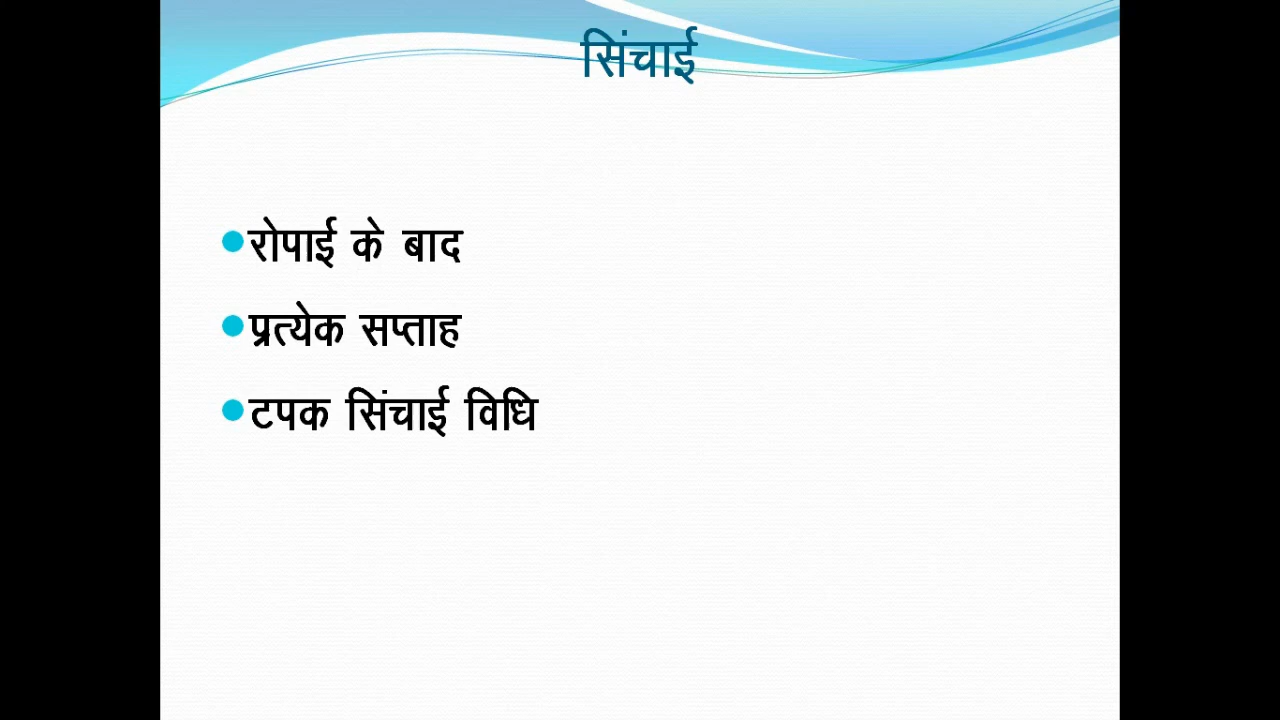 सिंचाई
रोपाई के बाद
प्रत्येक सप्ताह
टपक सिंचाई विधि